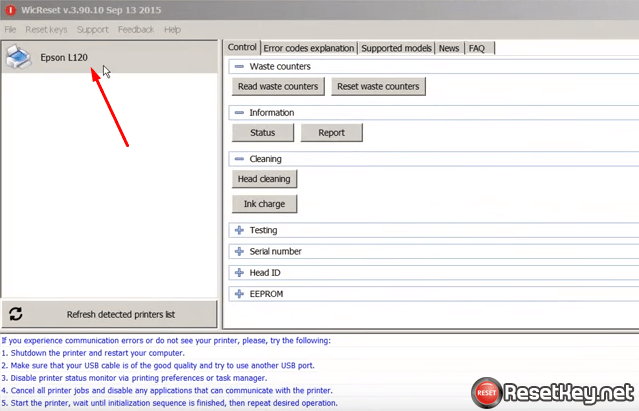 WicReset v.3.90.10 Sep 13 2015
File Reset keys Support Feedback Help
Epson L120
Control Error codes explanation Supported models News FAQ
Waste counters
Read waste counters Reset waste counters
Information
Status Report
Cleaning
Head cleaning
Ink charge
Testing
Serial number
Head ID
EEPROM
Refresh detected printers list
If you experience communication errors or do not see your printer, please, try the following:
1. Shutdown the printer and restart your computer.
2. Make sure that your USB cable is of the good quality and try to use another USB port.
3. Disable printer status monitor via printing preferences or task manager.
4. Cancel all printer jobs and disable any applications that can communicate with the printer.
5. Start the printer, wait until initialization sequence is finished, then repeat desired operation.
RESET ResetKey.net